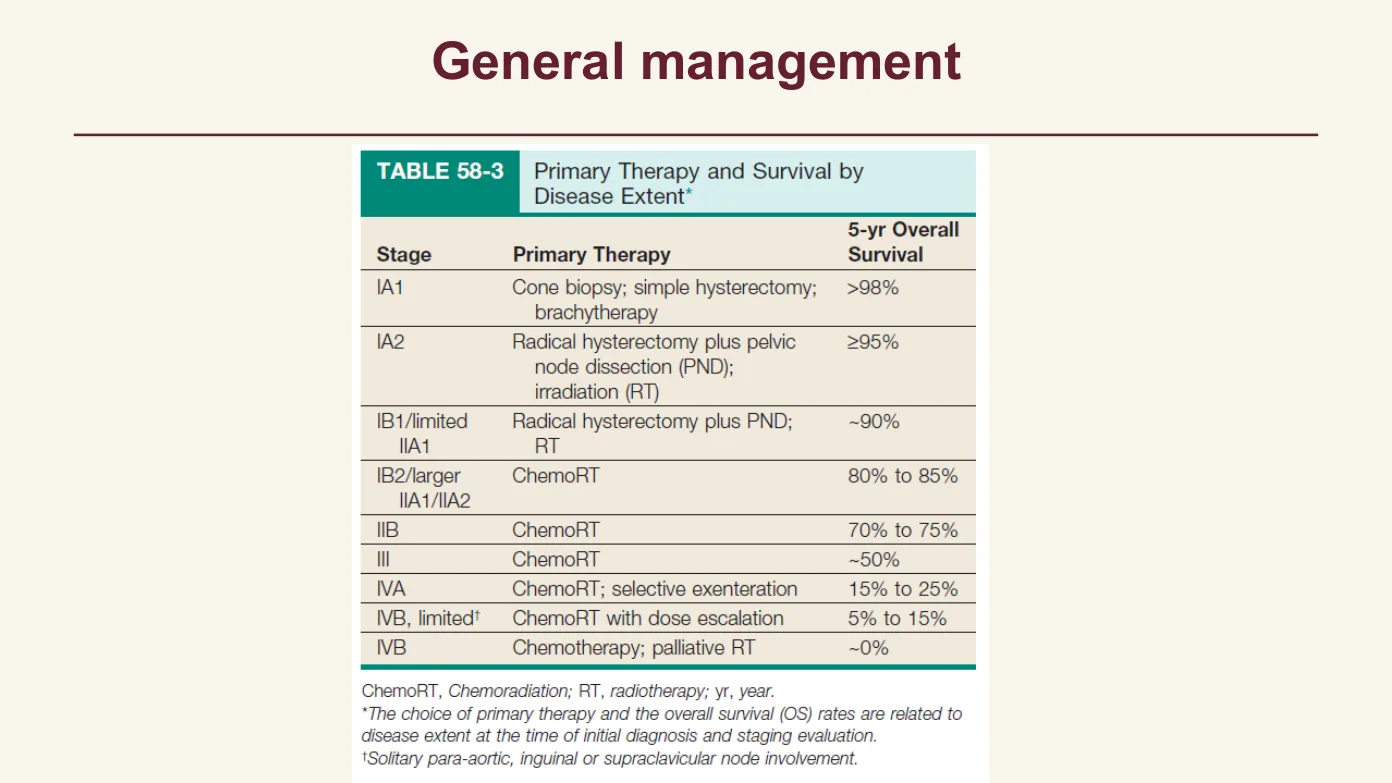 General management
TABLE 58-3 Primary Therapy and Survival by
Disease Extent*
5-yr Overall
Stage Primary Therapy Survival
IA1 Cone biopsy; simple hysterectomy; >98%
brachytherapy
IA2 Radical hysterectomy plus pelvic ≥95%
node dissection (PND);
irradiation (RT)
IB1/limited Radical hysterectomy plus PND; ~90%
IIA1 RT
IB2/larger ChemoRT 80% to 85%
IIA1/IIA2
IIB ChemoRT 70% to 75%
III ChemoRT ~50%
IVA ChemoRT; selective exenteration 15% to 25%
IVB, limited† ChemoRT with dose escalation 5% to 15%
IVB Chemotherapy; palliative RT ~0%
ChemoRT, Chemoradiation; RT, radiotherapy; yr, year.
*The choice of primary therapy and the overall survival (OS) rates are related to
disease extent at the time of initial diagnosis and staging evaluation.
†Solitary para-aortic, inguinal or supraclavicular node involvement.